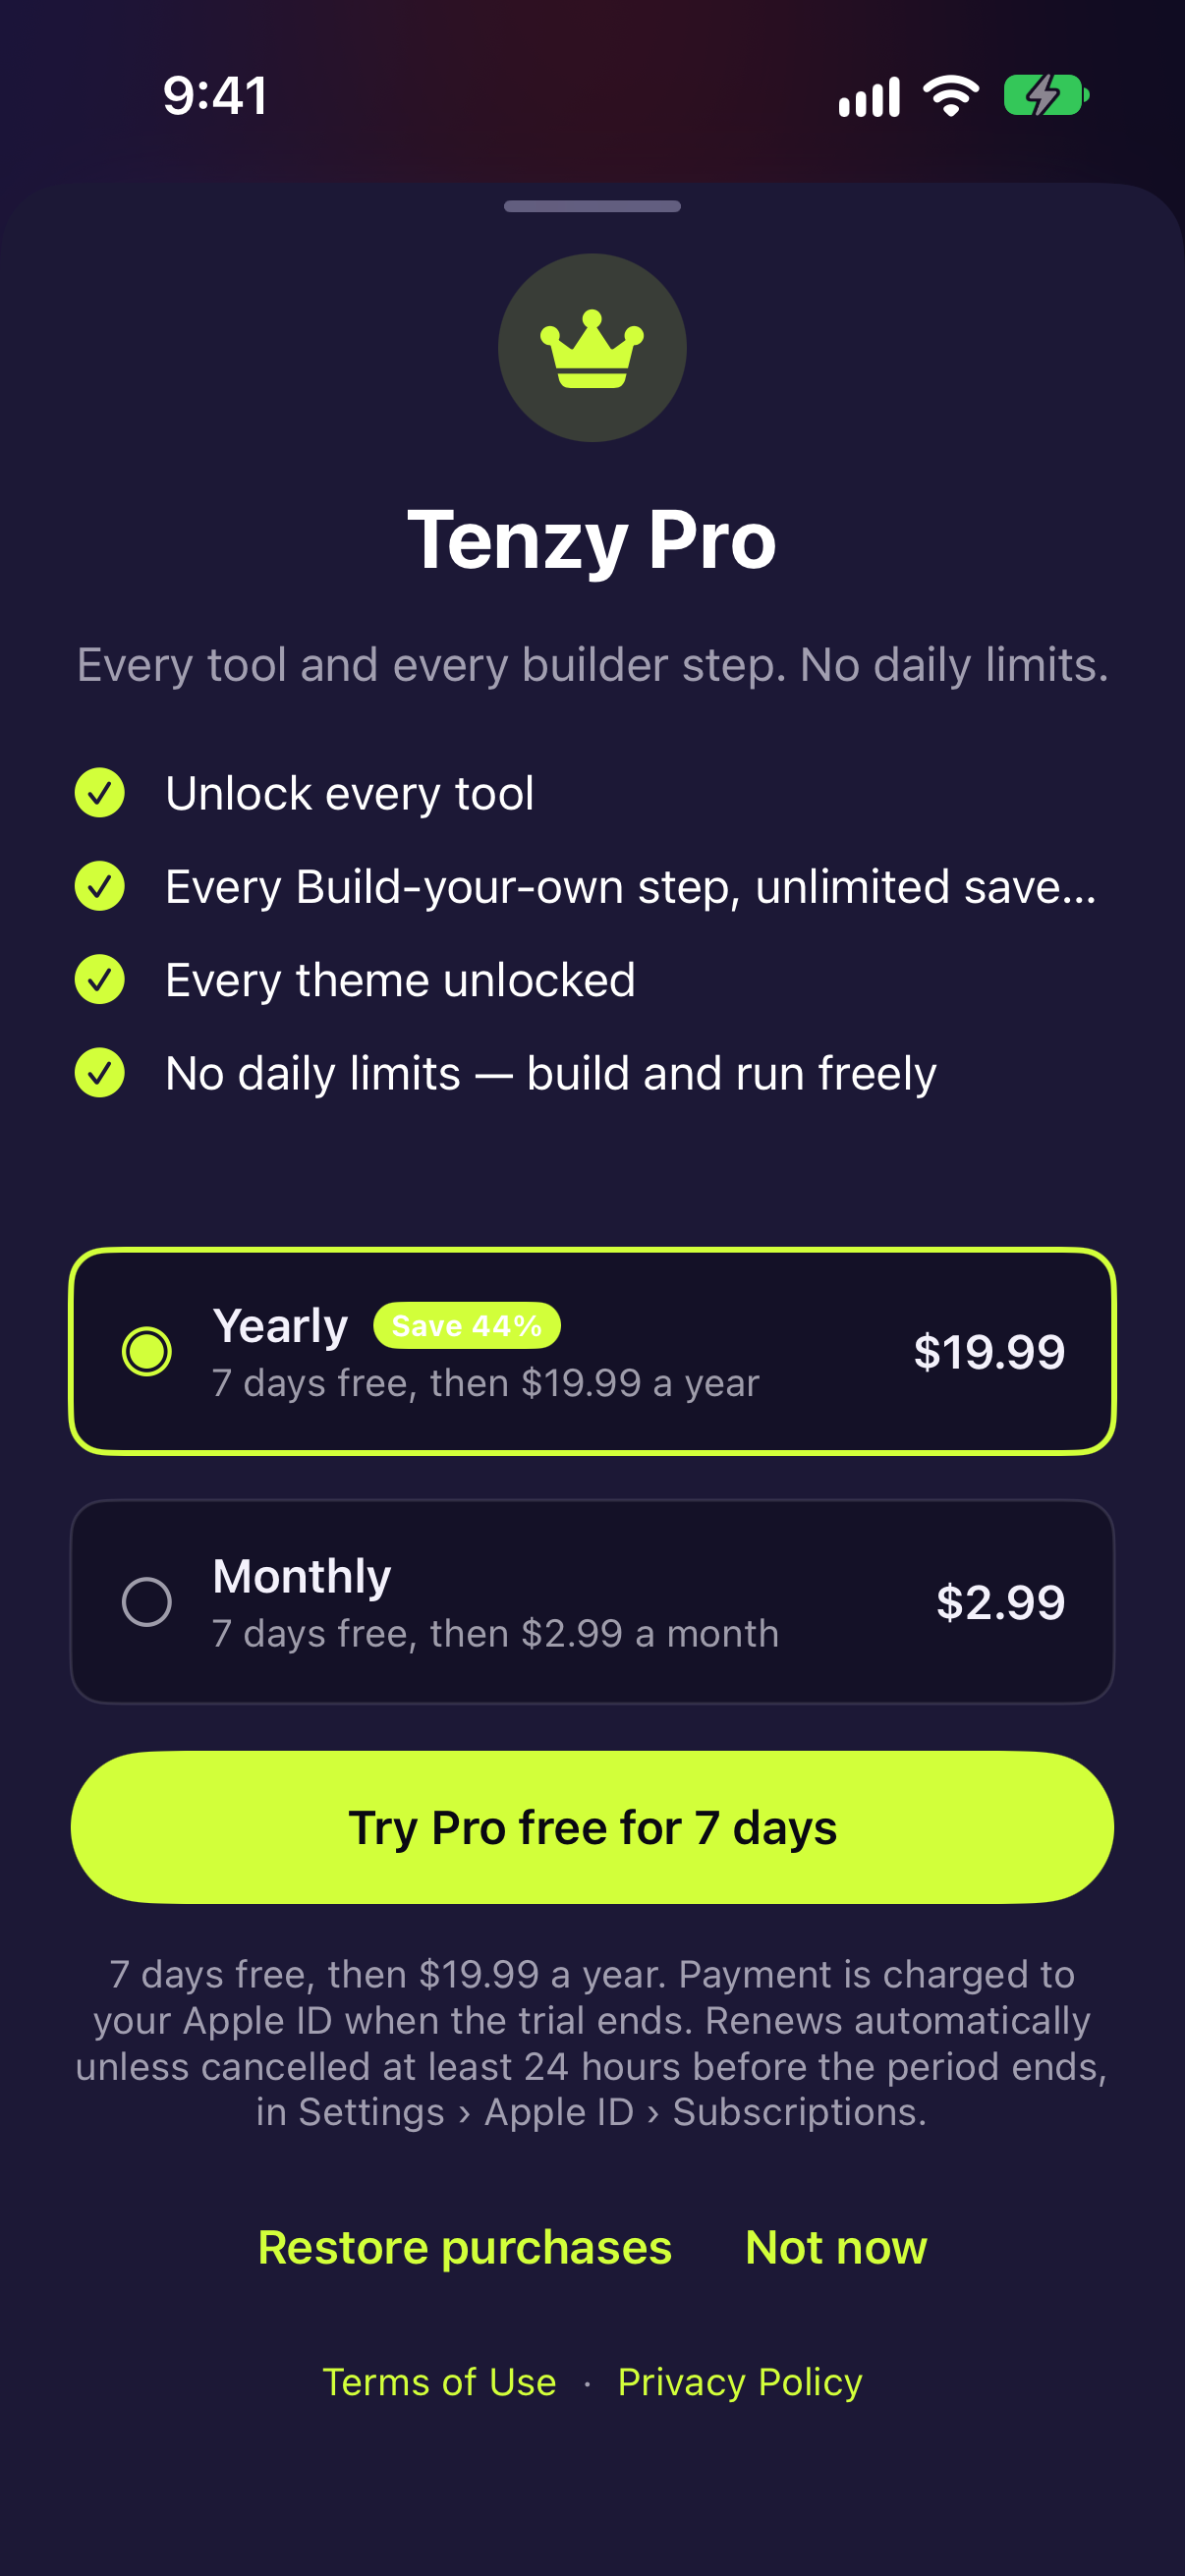 9:41
Tenzy Pro
Every tool and every builder step. No daily limits.
Unlock every tool
Every Build-your-own step, unlimited save...
Every theme unlocked
No daily limits — build and run freely
Yearly Save 44%
7 days free, then $19.99 a year
$19.99
Monthly
7 days free, then $2.99 a month
$2.99
Try Pro free for 7 days
7 days free, then $19.99 a year. Payment is charged to
your Apple ID when the trial ends. Renews automatically
unless cancelled at least 24 hours before the period ends,
in Settings › Apple ID › Subscriptions.
Restore purchases Not now
Terms of Use · Privacy Policy